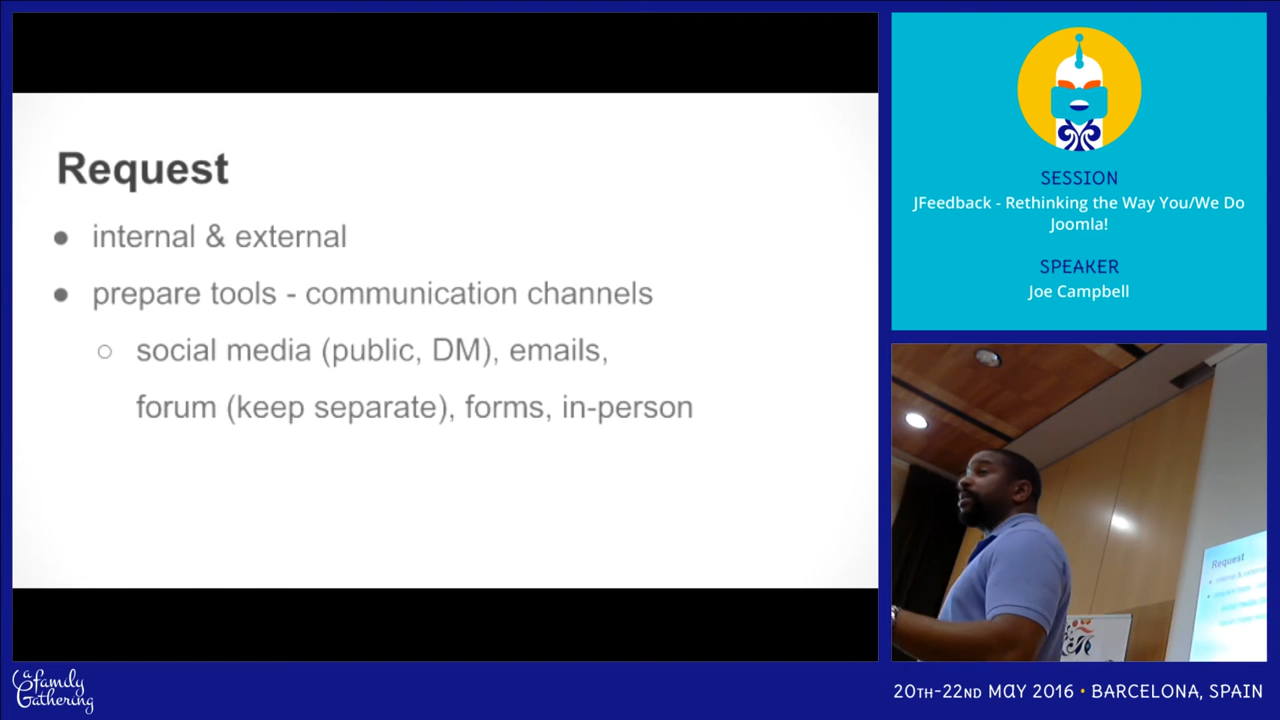 Request
internal & external
prepare tools - communication channels
social media (public, DM), emails,
forum (keep separate), forms, in-person
SESSION
JFeedback - Rethinking the Way You/We Do
Joomla!
SPEAKER
Joe Campbell
Request
a family
Gathering
20TH-22ND MAY 2016 • BARCELONA, SPAIN